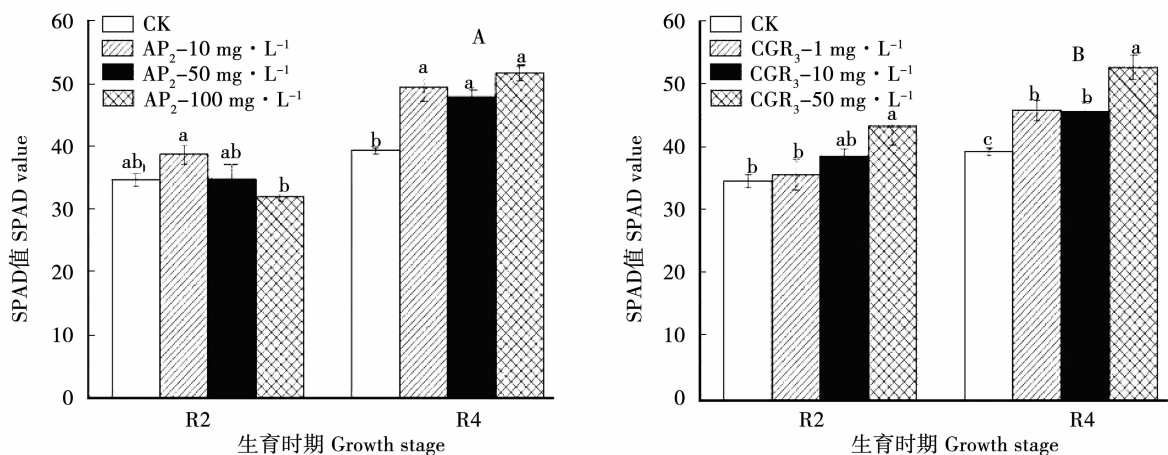 60
50
40
30
20
10
0
SPAD值 SPAD value
CK
AP₂-10 mg·L⁻¹
AP₂-50 mg·L⁻¹
AP₂-100 mg·L⁻¹
A
ab
a
ab
b
b
a
a
a
R2
R4
生育时期 Growth stage
60
50
40
30
20
10
0
SPAD值 SPAD value
CK
CGR₃-1 mg·L⁻¹
CGR₃-10 mg·L⁻¹
CGR₃-50 mg·L⁻¹
B
b
b
ab
a
c
b
b
a
R2
R4
生育时期 Growth stage